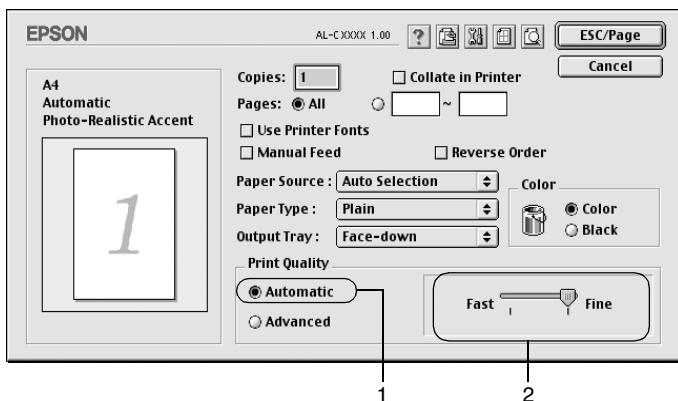 EPSON
AL-CXXXX 1.00
?
ESC/Page
Cancel
A4
Automatic
Photo-Realistic Accent
1
Copies: 1
Collate in Printer
Pages: All ~
Use Printer Fonts
Manual Feed
Reverse Order
Paper Source : Auto Selection
Paper Type : Plain
Output Tray : Face-down
Color
Color
Black
Print Quality
Automatic
Advanced
Fast Fine
1
2